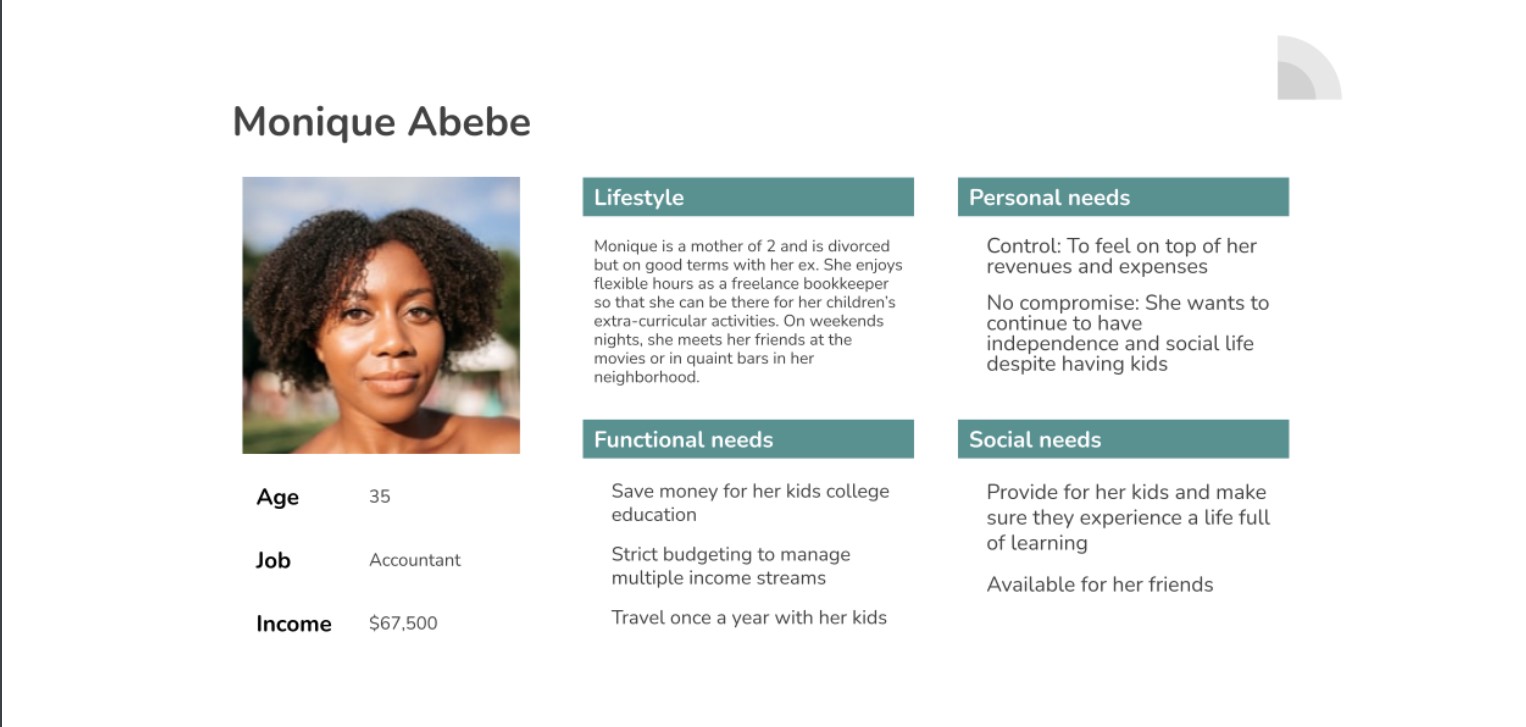 Monique Abebe
Age 35
Job Accountant
Income $67,500
Lifestyle
Monique is a mother of 2 and is divorced
but on good terms with her ex. She enjoys
flexible hours as a freelance bookkeeper
so that she can be there for her children's
extra-curricular activities. On weekends
nights, she meets her friends at the
movies or in quaint bars in her
neighborhood.
Functional needs
Save money for her kids college
education
Strict budgeting to manage
multiple income streams
Travel once a year with her kids
Personal needs
Control: To feel on top of her
revenues and expenses
No compromise: She wants to
continue to have
independence and social life
despite having kids
Social needs
Provide for her kids and make
sure they experience a life full
of learning
Available for her friends